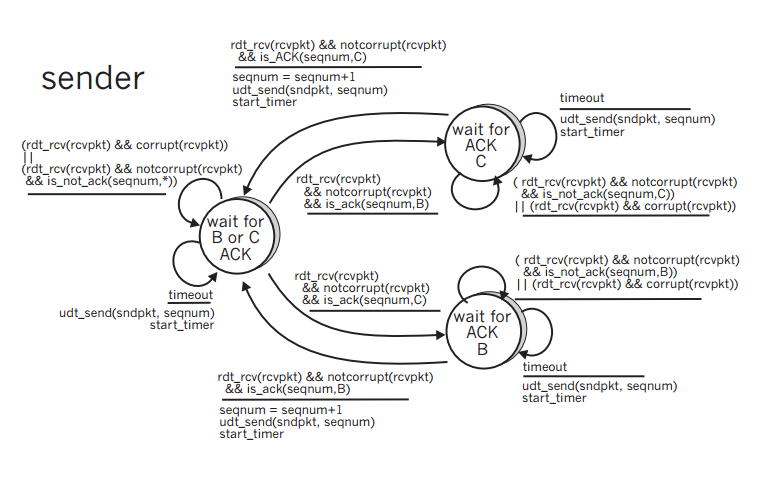 sender
rdt_rcv(rcvpkt) && notcorrupt(rcvpkt)
&& is_ACK(seqnum,C)
seqnum = seqnum+1
udt_send(sndpkt, seqnum)
start_timer
timeout
udt_send(sndpkt, seqnum)
start_timer
wait for
ACK
C
(rdt_rcv(rcvpkt) && corrupt(rcvpkt))
||
(rdt_rcv(rcvpkt) && notcorrupt(rcvpkt)
&& is_not_ack(seqnum,*))
rdt_rcv(rcvpkt)
&& notcorrupt(rcvpkt)
&& is_ack(seqnum,B)
( rdt_rcv(rcvpkt) && notcorrupt(rcvpkt)
&& is_not_ack(seqnum,C))
|| (rdt_rcv(rcvpkt) && corrupt(rcvpkt))
wait for
B or C
ACK
timeout
udt_send(sndpkt, seqnum)
start_timer
rdt_rcv(rcvpkt)
&& notcorrupt(rcvpkt)
&& is_ack(seqnum,C)
( rdt_rcv(rcvpkt) && notcorrupt(rcvpkt)
&& is_not_ack(seqnum,B))
|| (rdt_rcv(rcvpkt) && corrupt(rcvpkt))
wait for
ACK
B
timeout
udt_send(sndpkt, seqnum)
start_timer
rdt_rcv(rcvpkt) && notcorrupt(rcvpkt)
&& is_ack(seqnum,B)
seqnum = seqnum+1
udt_send(sndpkt, seqnum)
start_timer